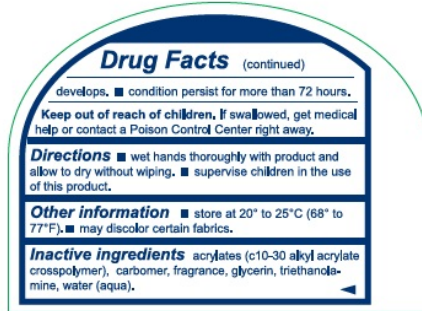 Drug Facts (continued)
develops. ■ condition persist for more than 72 hours.
Keep out of reach of children. If swallowed, get medical
help or contact a Poison Control Center right away.
Directions ■ wet hands thoroughly with product and
allow to dry without wiping. ■ supervise children in the use
of this product.
Other information ■ store at 20° to 25°C (68° to
77°F). ■ may discolor certain fabrics.
Inactive ingredients acrylates (c10-30 alkyl acrylate
crosspolymer), carbomer, fragrance, glycerin, triethanola-
mine, water (aqua).